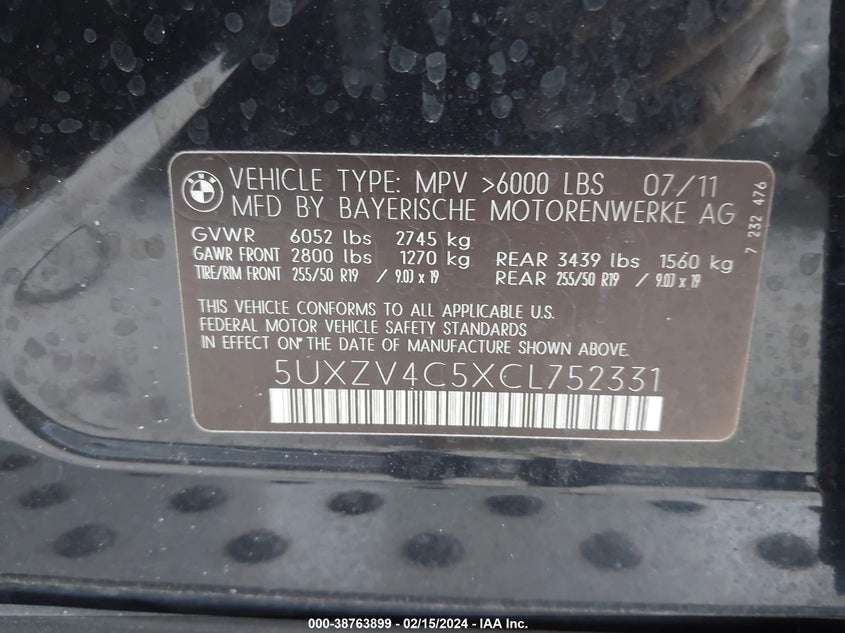 BMW
VEHICLE TYPE: MPV >6000 LBS 07/11
MFD BY BAYERISCHE MOTORENWERKE AG
GVWR 6052 lbs 2745 kg
GAWR FRONT 2800 lbs 1270 kg REAR 3439 lbs 1560 kg
TIRE/RIM FRONT 255/50 R19 / 9.0J x 19 REAR 255/50 R19 / 9.0J x 19
THIS VEHICLE CONFORMS TO ALL APPLICABLE U.S.
FEDERAL MOTOR VEHICLE SAFETY STANDARDS
IN EFFECT ON THE DATE OF MANUFACTURE SHOWN ABOVE.
5UXZV4C5XCL752331
7 232 476
000-38763899 - 02/15/2024 - IAA Inc.